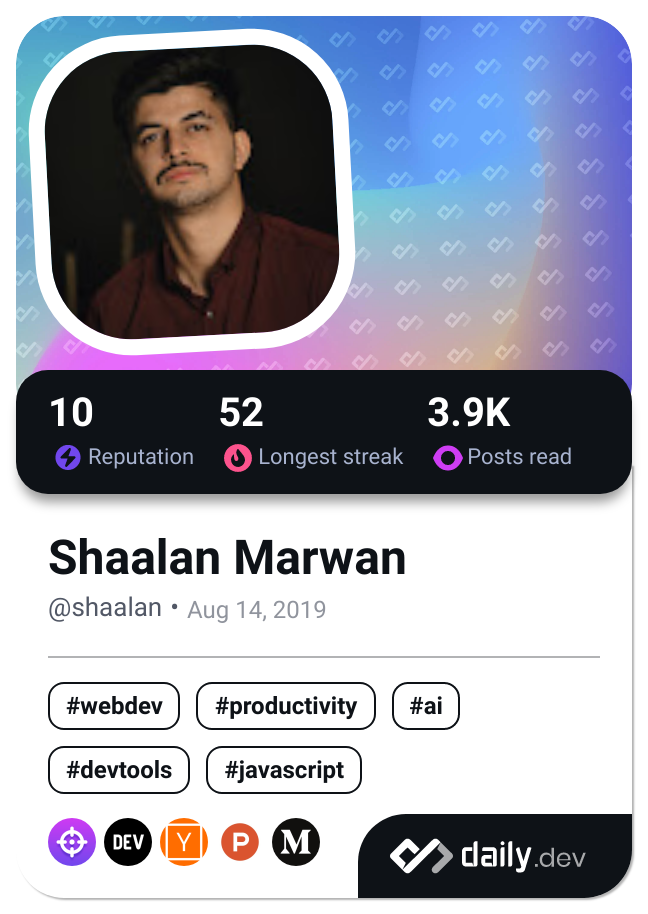 10 52 3.9K
Reputation Longest streak Posts read
Shaalan Marwan
@shaalan • Aug 14, 2019
#webdev #productivity #ai
#devtools #javascript
DEV Y P M
daily.dev